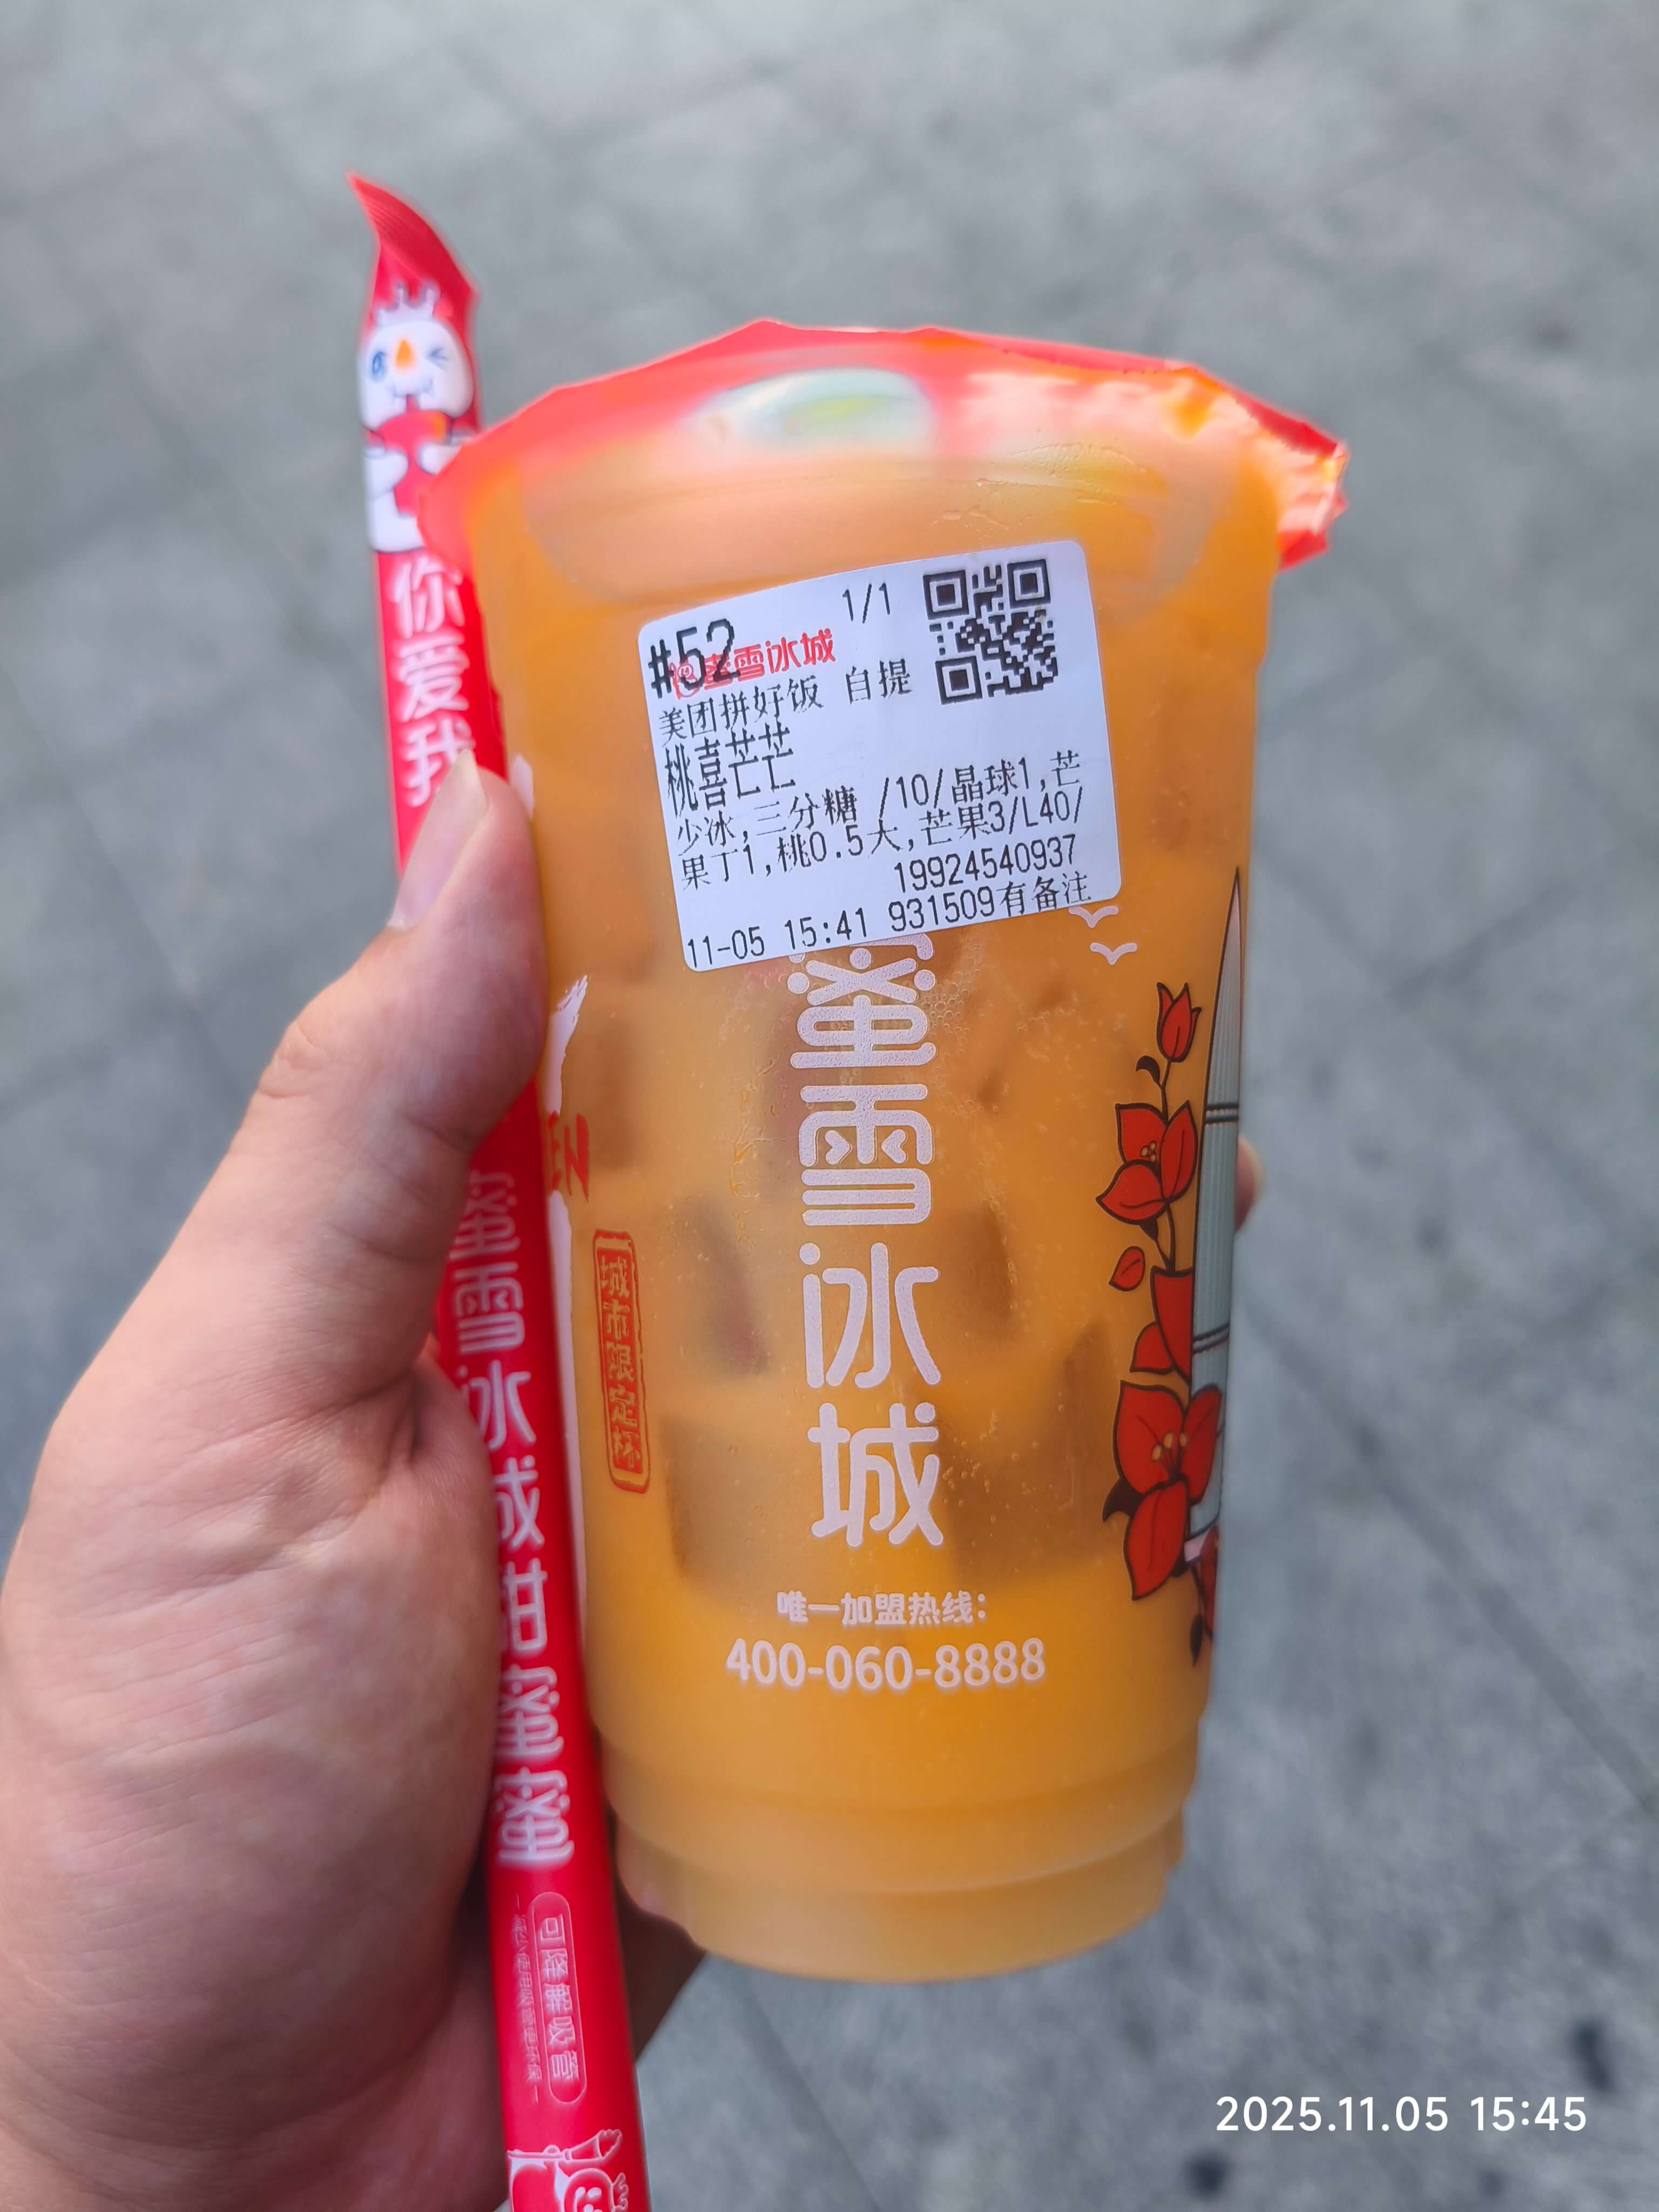 #52
1/1
蜜雪冰城
美团拼好饭 自提
桃喜芒芒
少冰,三分糖 /10/晶球1,芒
果丁1,桃0.5大,芒果3/L40/
19924540937
11-05 15:41 931509有备注
蜜雪冰城
唯一加盟热线：
400-060-8888
城市限定杯
EN
你爱我
蜜雪冰城甜蜜蜜
可降解吸管
2025.11.05 15:45